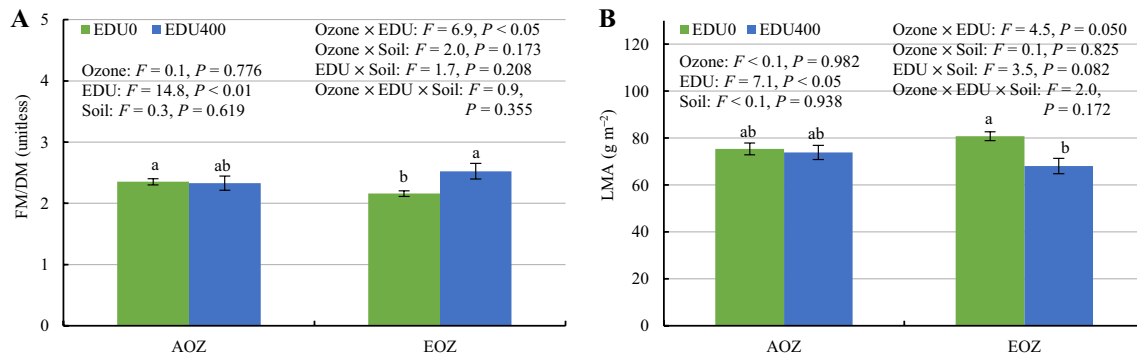 A
EDU0 EDU400
Ozone: F = 0.1, P = 0.776
EDU: F = 14.8, P < 0.01
Soil: F = 0.3, P = 0.619
Ozone × EDU: F = 6.9, P < 0.05
Ozone × Soil: F = 2.0, P = 0.173
EDU × Soil: F = 1.7, P = 0.208
Ozone × EDU × Soil: F = 0.9,
P = 0.355
FM/DM (unitless)
5
4
3
2
1
0
a
ab
b
a
AOZ
EOZ
B
EDU0 EDU400
Ozone: F < 0.1, P = 0.982
EDU: F = 7.1, P < 0.05
Soil: F < 0.1, P = 0.938
Ozone × EDU: F = 4.5, P = 0.050
Ozone × Soil: F = 0.1, P = 0.825
EDU × Soil: F = 3.5, P = 0.082
Ozone × EDU × Soil: F = 2.0,
P = 0.172
LMA (g m⁻²)
120
100
80
60
40
20
0
ab
ab
a
b
AOZ
EOZ